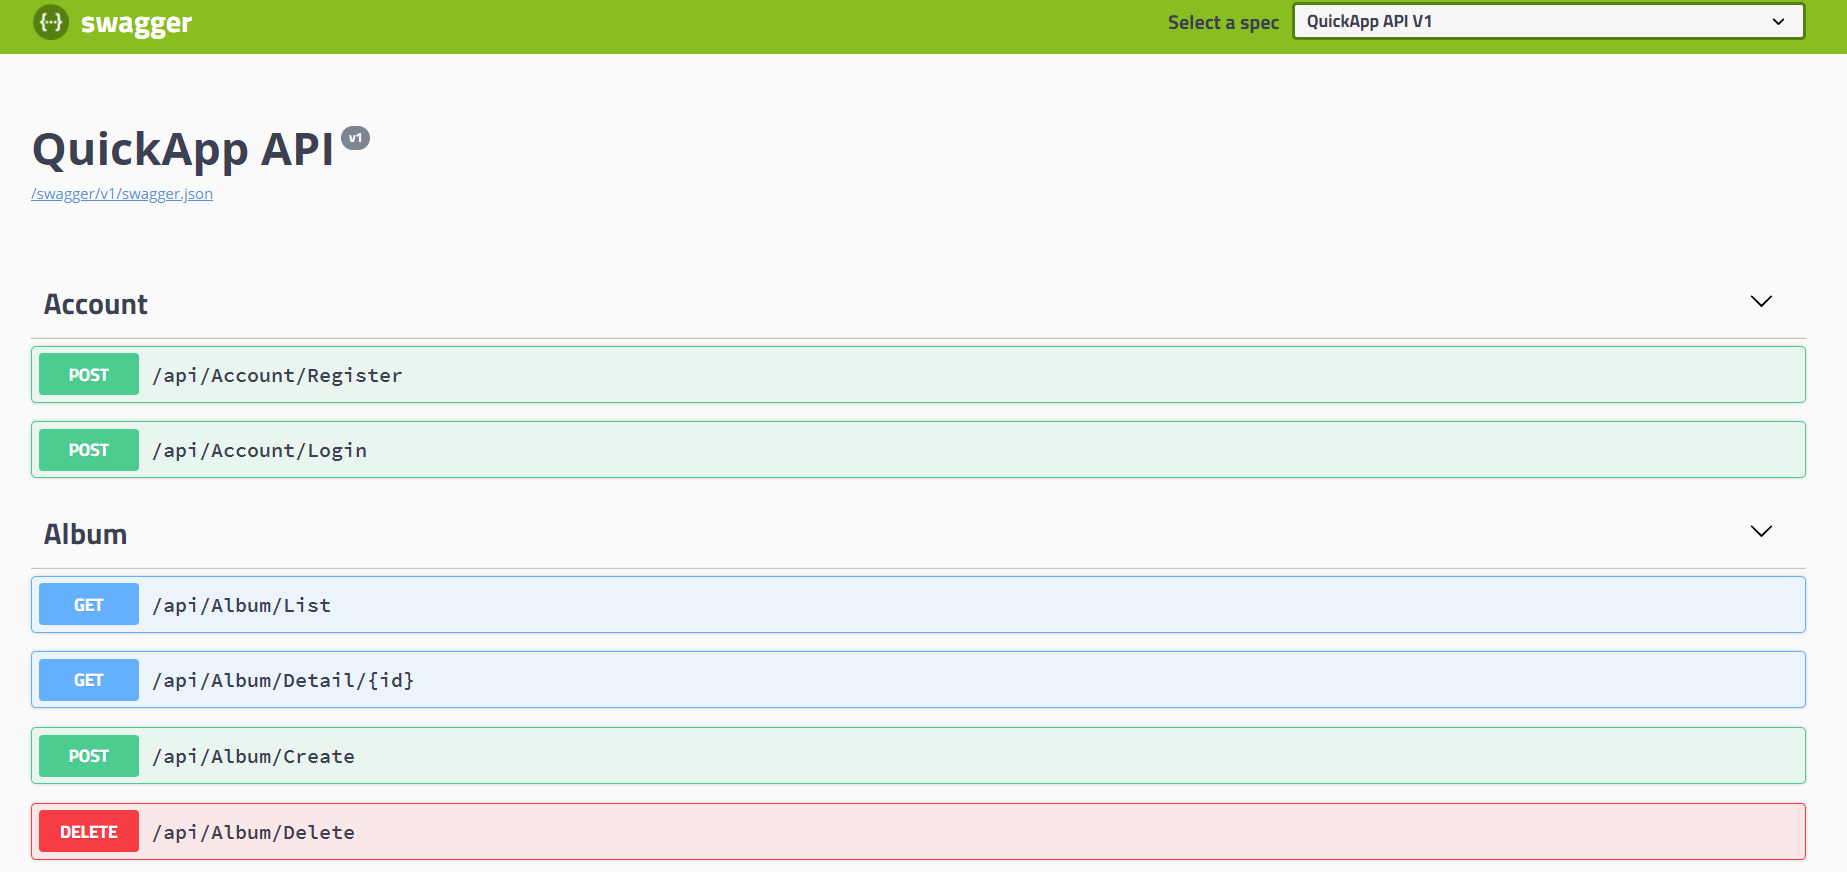 {···} swagger
Select a spec
QuickApp API V1
QuickApp API v1
/swagger/v1/swagger.json
Account
POST /api/Account/Register
POST /api/Account/Login
Album
GET /api/Album/List
GET /api/Album/Detail/{id}
POST /api/Album/Create
DELETE /api/Album/Delete